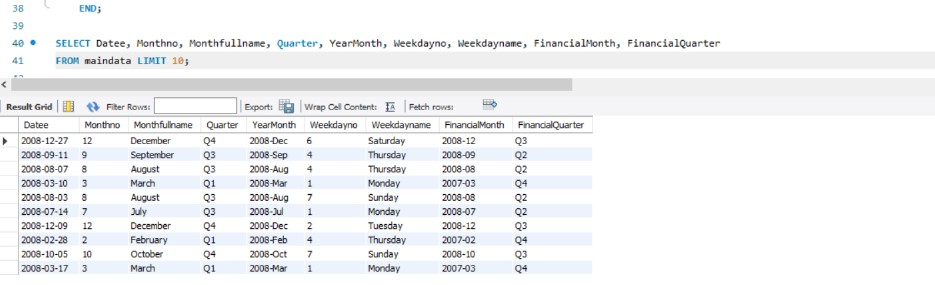 38 END;
39
40 SELECT Datee, Monthno, Monthfullname, Quarter, YearMonth, Weekdayno, Weekdayname, FinancialMonth, FinancialQuarter
41 FROM maindata LIMIT 10;
Result Grid Filter Rows: Export: Wrap Cell Content: IA Fetch rows:
Datee Monthno Monthfullname Quarter YearMonth Weekdayno Weekdayname FinancialMonth FinancialQuarter
2008-12-27 12 December Q4 2008-Dec 6 Saturday 2008-12 Q3
2008-09-11 9 September Q3 2008-Sep 4 Thursday 2008-09 Q2
2008-08-07 8 August Q3 2008-Aug 4 Thursday 2008-08 Q2
2008-03-10 3 March Q1 2008-Mar 1 Monday 2007-03 Q4
2008-08-03 8 August Q3 2008-Aug 7 Sunday 2008-08 Q2
2008-07-14 7 July Q3 2008-Jul 1 Monday 2008-07 Q2
2008-12-09 12 December Q4 2008-Dec 2 Tuesday 2008-12 Q3
2008-02-28 2 February Q1 2008-Feb 4 Thursday 2007-02 Q4
2008-10-05 10 October Q4 2008-Oct 7 Sunday 2008-10 Q3
2008-03-17 3 March Q1 2008-Mar 1 Monday 2007-03 Q4